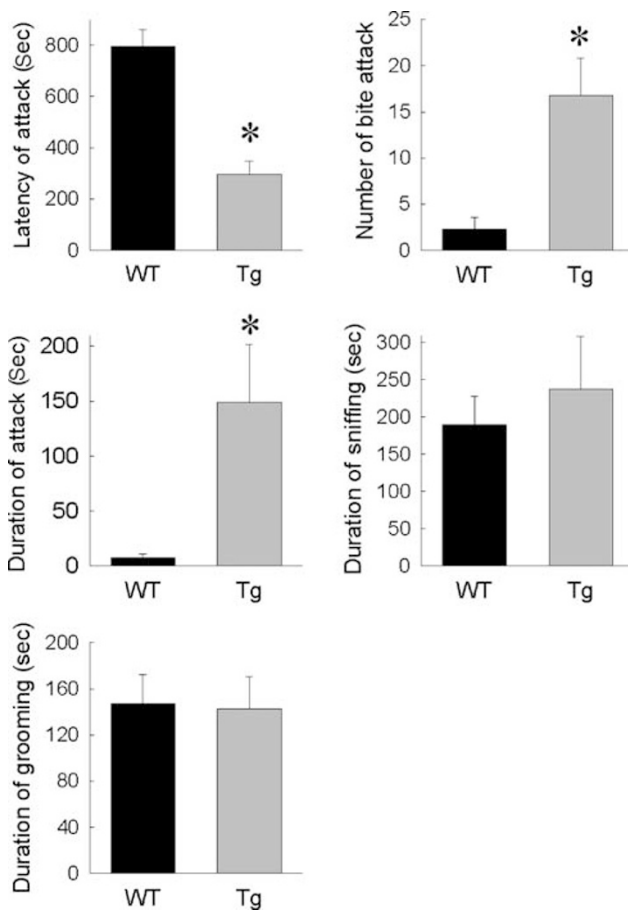 Latency of attack (Sec)
800
600
400
200
0
*
WT
Tg
Number of bite attack
25
20
15
10
5
0
*
WT
Tg
Duration of attack (Sec)
200
150
100
50
0
*
WT
Tg
Duration of sniffing (sec)
300
250
200
150
200
50
0
WT
Tg
Duration of grooming (sec)
200
160
120
80
40
0
WT
Tg